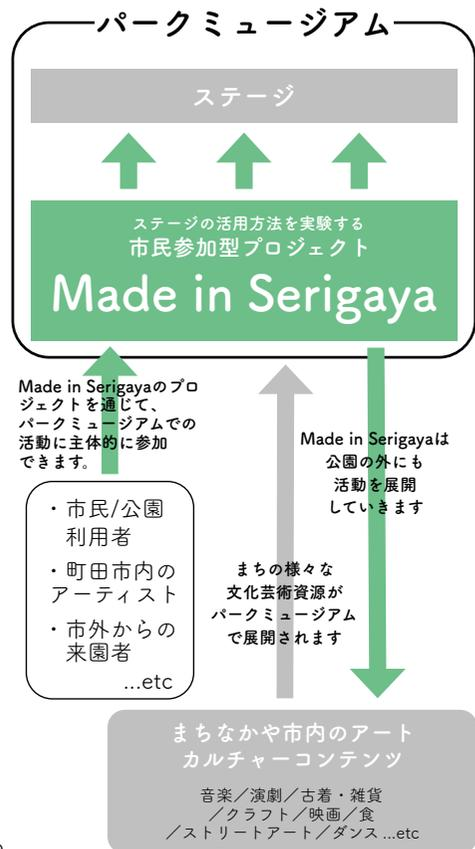 パークミュージアム
ステージ
ステージの活用方法を実験する
市民参加型プロジェクト
Made in Serigaya
Made in Serigayaのプロ
ジェクトを通じて、
パークミュージアムでの
活動に主体的に参加
できます。
・市民/公園
利用者
・町田市内の
アーティスト
・市外からの
来園者
...etc
Made in Serigayaは
公園の外にも
活動を展開
していきます
まちの様々な
文化芸術資源が
パークミュージアム
で展開されます
まちなかや市内のアート
カルチャーコンテンツ
音楽／演劇／古着・雑貨
／クラフト／映画／食
／ストリートアート／ダンス ...etc